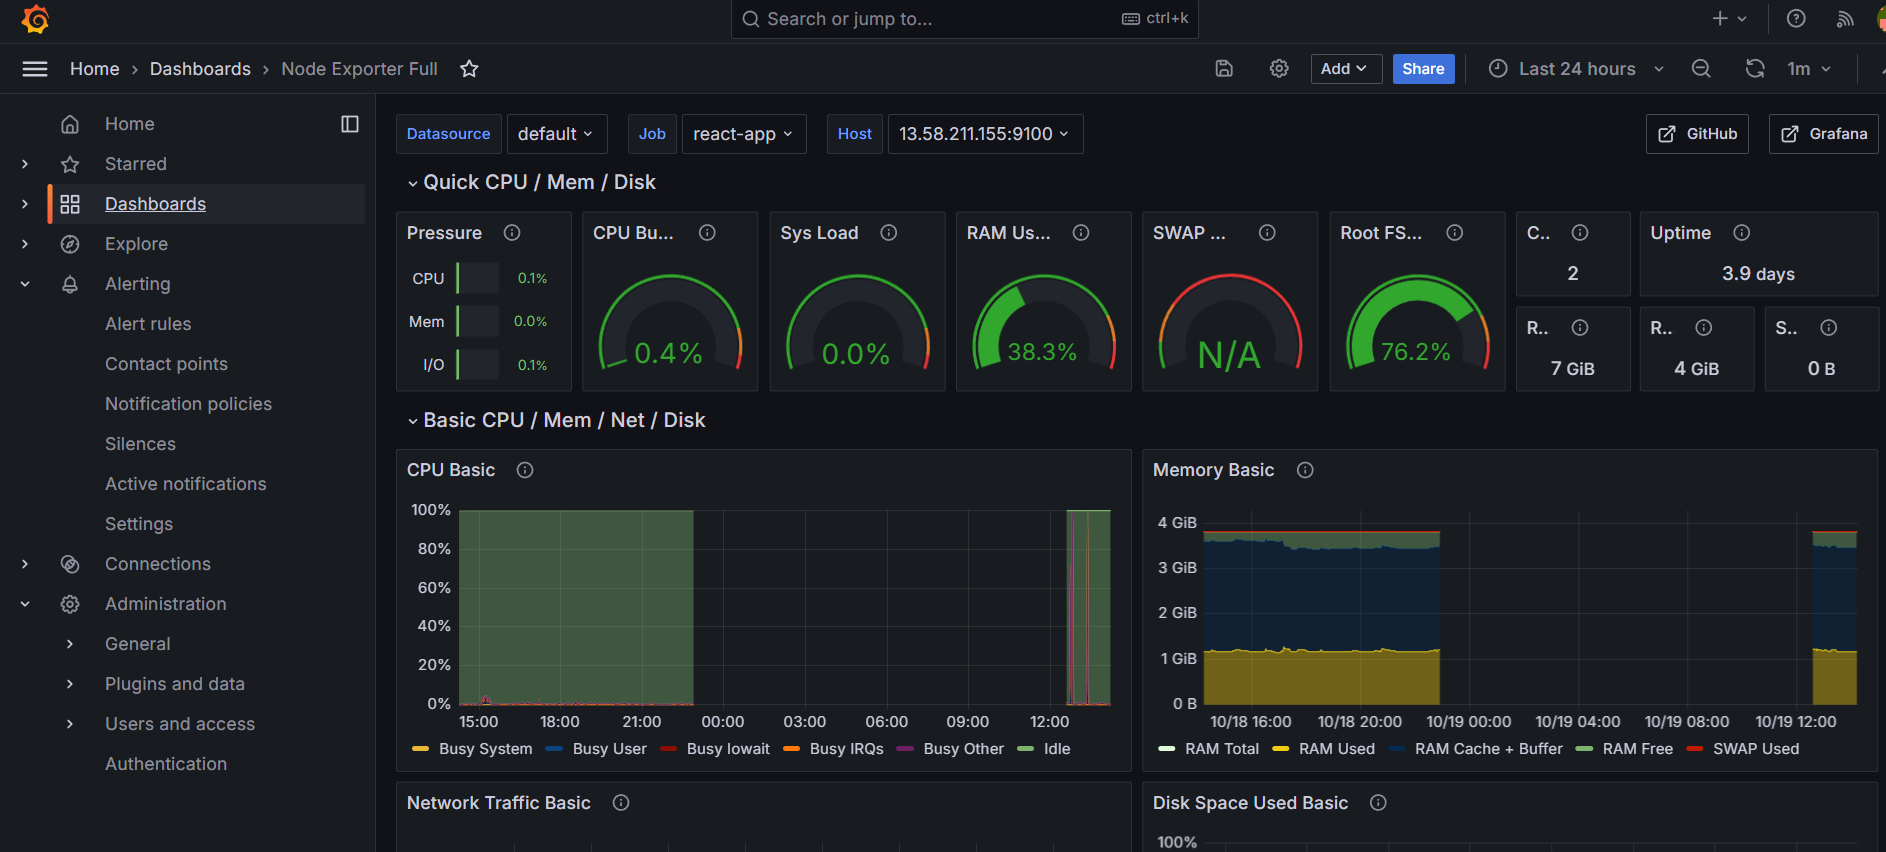 Search or jump to... ctrl+k
Home › Dashboards › Node Exporter Full
Add
Share
Last 24 hours
1m
Home
Starred
Dashboards
Explore
Alerting
Alert rules
Contact points
Notification policies
Silences
Active notifications
Settings
Connections
Administration
General
Plugins and data
Users and access
Authentication
Datasource default Job react-app Host 13.58.211.155:9100 GitHub Grafana
Quick CPU / Mem / Disk
Pressure
CPU 0.1%
Mem 0.0%
I/O 0.1%
CPU Bu...
0.4%
Sys Load
0.0%
RAM Us...
38.3%
SWAP ...
N/A
Root FS...
76.2%
C..
2
Uptime
3.9 days
R..
7 GiB
R..
4 GiB
S..
0 B
Basic CPU / Mem / Net / Disk
CPU Basic
100%
80%
60%
40%
20%
0%
15:00 18:00 21:00 00:00 03:00 06:00 09:00 12:00
Busy System Busy User Busy Iowait Busy IRQs Busy Other Idle
Memory Basic
4 GiB
3 GiB
2 GiB
1 GiB
0 B
10/18 16:00 10/18 20:00 10/19 00:00 10/19 04:00 10/19 08:00 10/19 12:00
RAM Total RAM Used RAM Cache + Buffer RAM Free SWAP Used
Network Traffic Basic
Disk Space Used Basic
100%